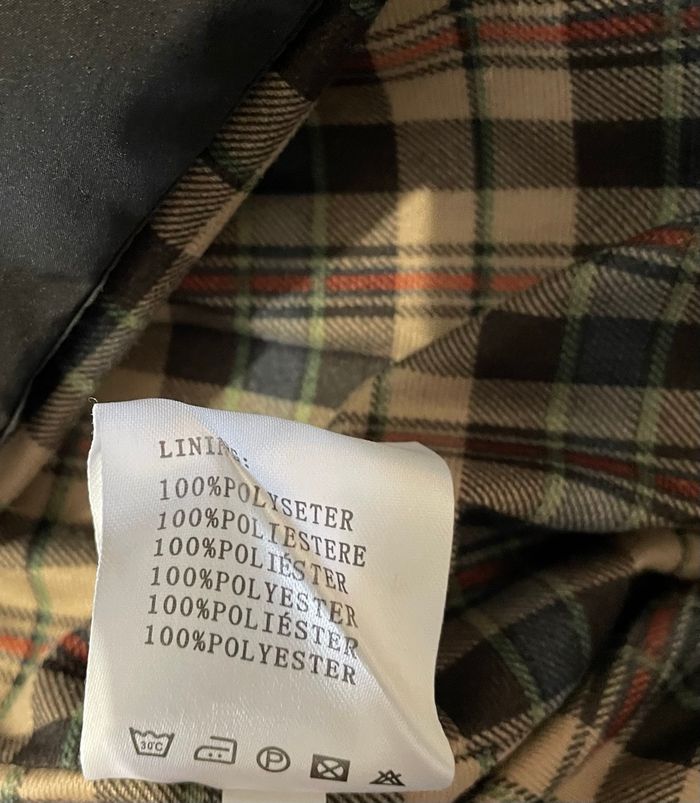 LINING:
100%POLYSETER
100%POLIESTERE
100%POLIÉSTER
100%POLYESTER
100%POLIÉSTER
100%POLYESTER
30°C P